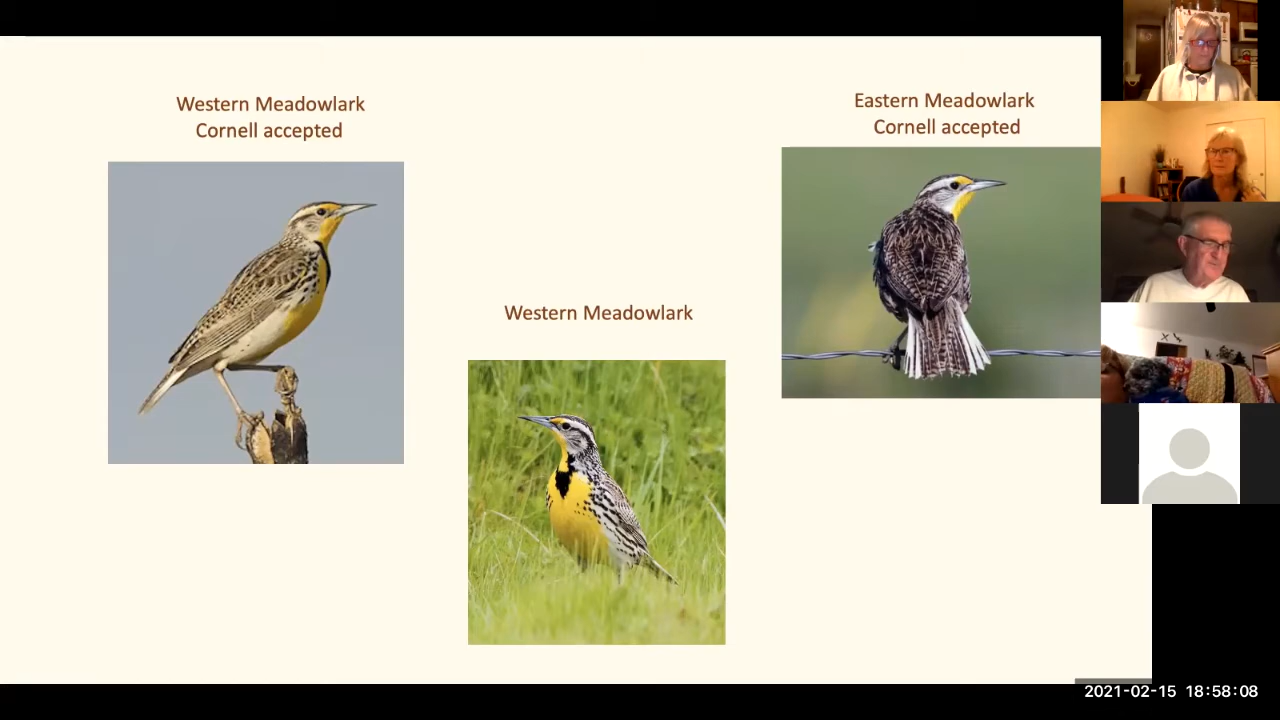 Western Meadowlark
Cornell accepted
Eastern Meadowlark
Cornell accepted
Western Meadowlark
2021-02-15 18:58:08